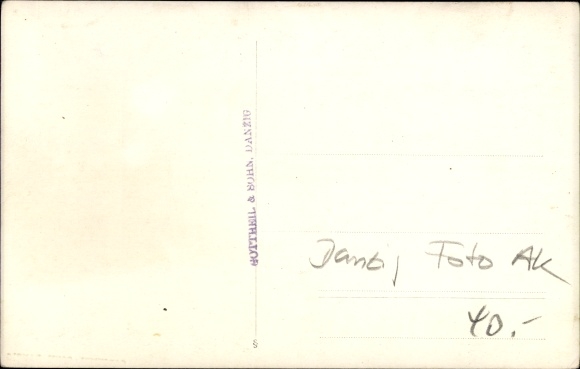 GOTTHEIL & SOHN, DANZIG
Danzig Foto AK
40.-
S